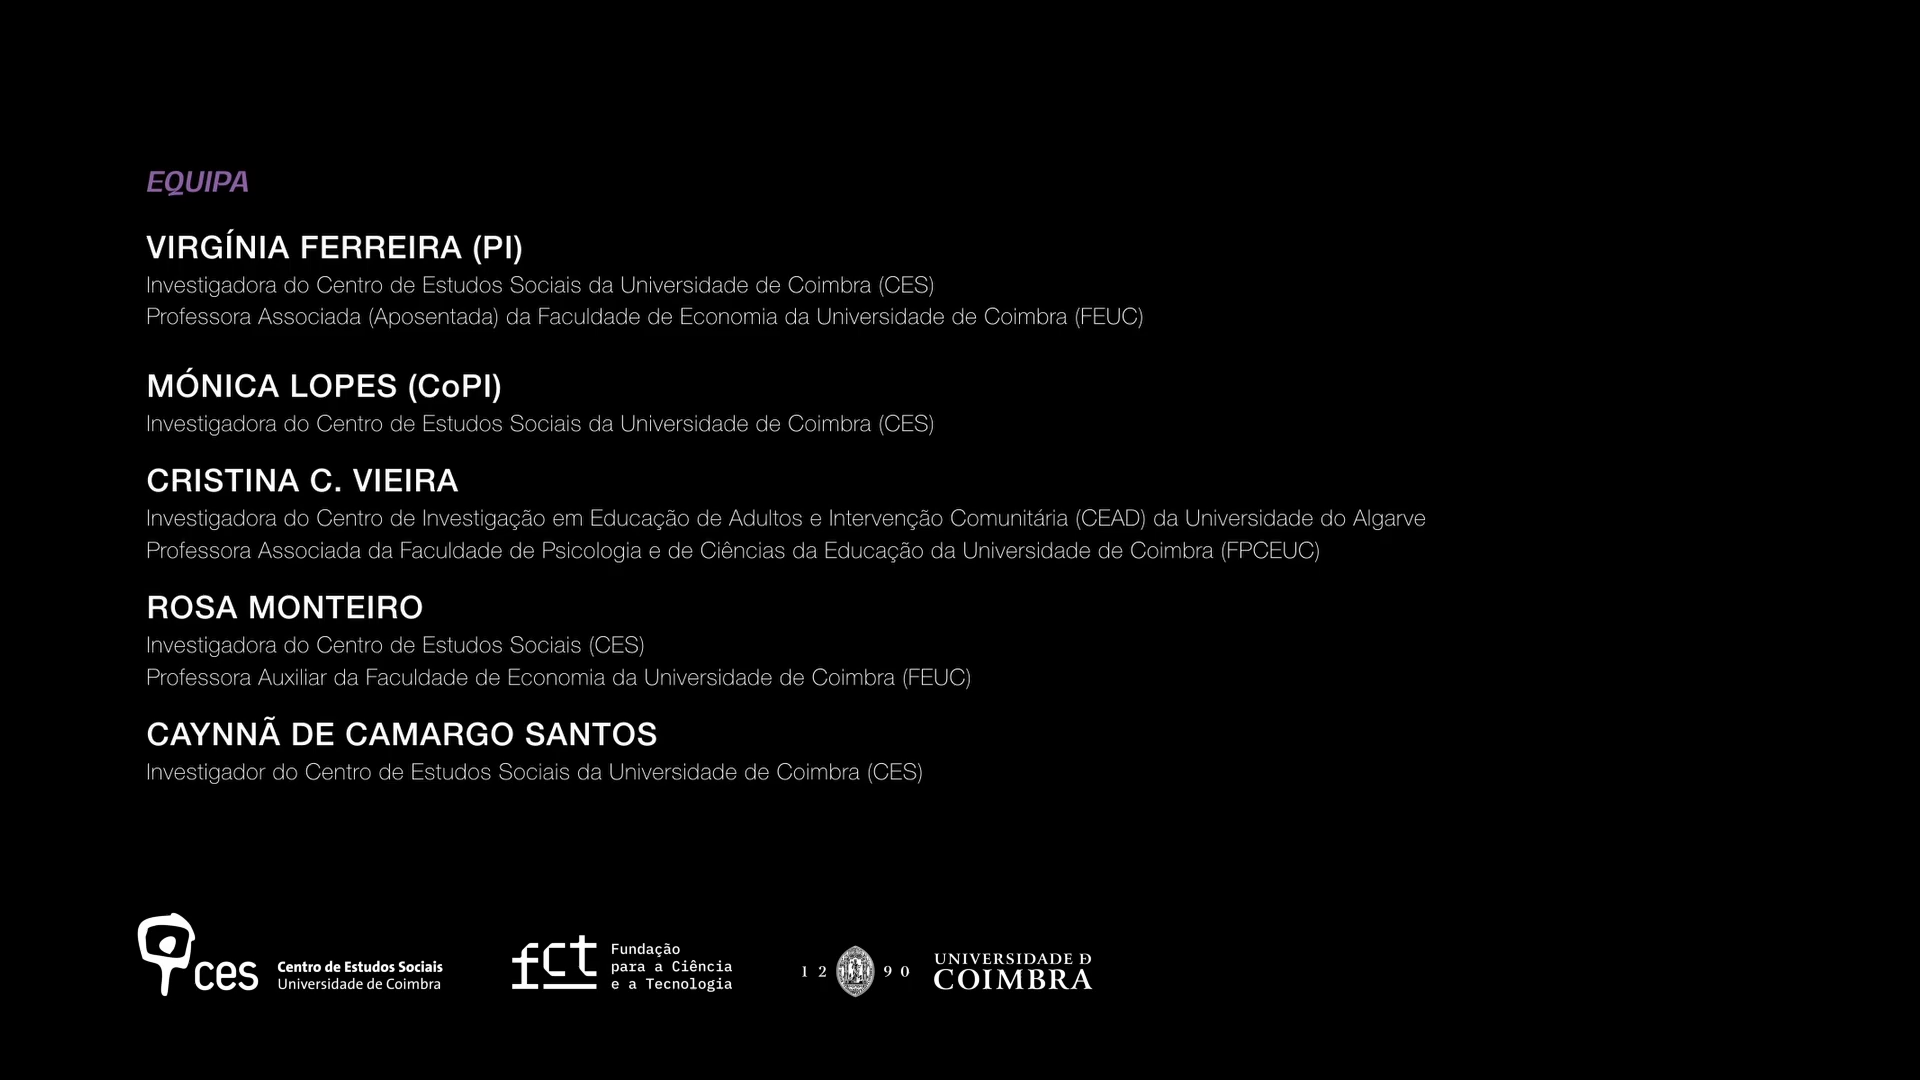 EQUIPA
VIRGÍNIA FERREIRA (PI)
Investigadora do Centro de Estudos Sociais da Universidade de Coimbra (CES)
Professora Associada (Aposentada) da Faculdade de Economia da Universidade de Coimbra (FEUC)
MÓNICA LOPES (CoPI)
Investigadora do Centro de Estudos Sociais da Universidade de Coimbra (CES)
CRISTINA C. VIEIRA
Investigadora do Centro de Investigação em Educação de Adultos e Intervenção Comunitária (CEAD) da Universidade do Algarve
Professora Associada da Faculdade de Psicologia e de Ciências da Educação da Universidade de Coimbra (FPCEUC)
ROSA MONTEIRO
Investigadora do Centro de Estudos Sociais (CES)
Professora Auxiliar da Faculdade de Economia da Universidade de Coimbra (FEUC)
CAYNNÃ DE CAMARGO SANTOS
Investigador do Centro de Estudos Sociais da Universidade de Coimbra (CES)
ces
Centro de Estudos Sociais
Universidade de Coimbra
fct
Fundação
para a Ciência
e a Tecnologia
12 90
UNIVERSIDADE Ð
COIMBRA